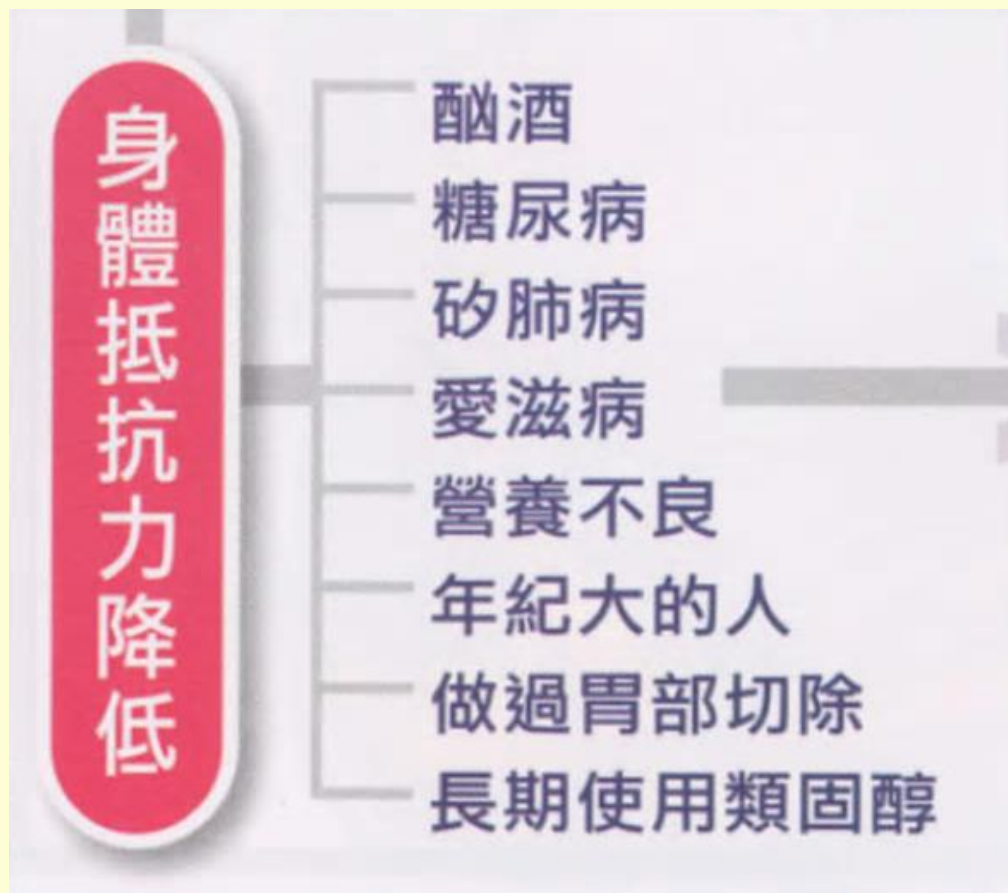 身體抵抗力降低
酗酒
糖尿病
矽肺病
愛滋病
營養不良
年紀大的人
做過胃部切除
長期使用類固醇